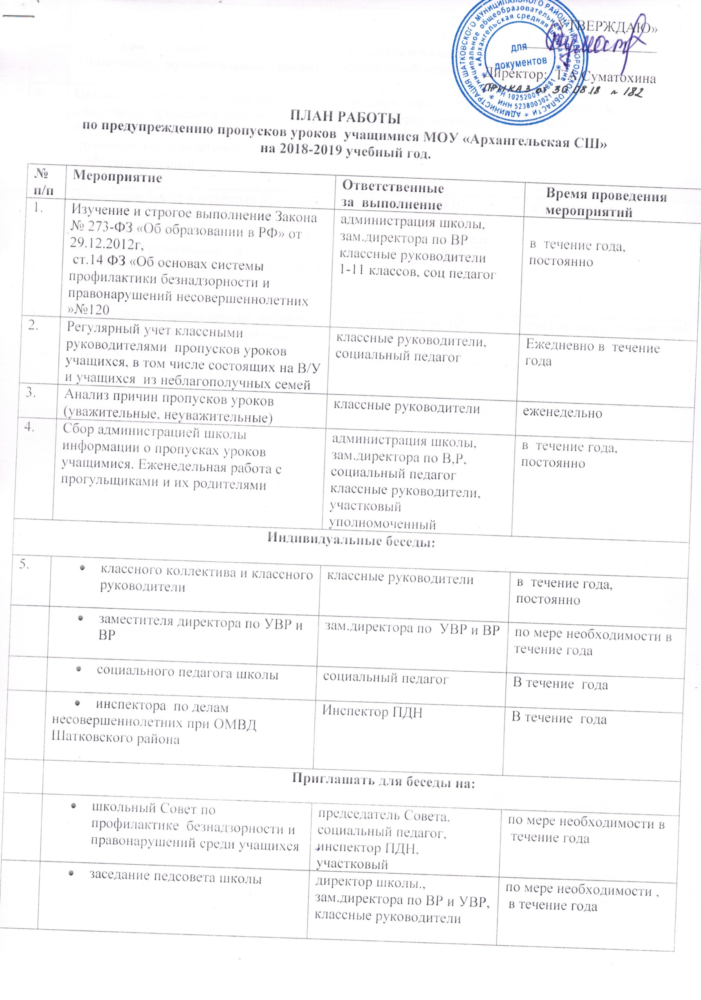 «УТВЕРЖДАЮ»
АДМИНИСТРАЦИЯ ШАТКОВСКОГО МУНИЦИПАЛЬНОГО РАЙОНА НИЖЕГОРОДСКОЙ ОБЛАСТИ
Муниципальное общеобразовательное учреждение
«Архангельская средняя школа»
ИНН 5238003021
для
документов
Директор: Т.А.Суматохина
ПРИКАЗ от 30.08.18 № 182
ПЛАН РАБОТЫ
по предупреждению пропусков уроков учащимися МОУ «Архангельская СШ»
на 2018-2019 учебный год.
№
п/п
Мероприятие
Ответственные
за выполнение
Время проведения
мероприятий
1.
Изучение и строгое выполнение Закона
№ 273-ФЗ «Об образовании в РФ» от
29.12.2012г,
ст.14 ФЗ «Об основах системы
профилактики безнадзорности и
правонарушений несовершеннолетних
»№120
администрация школы,
зам.директора по ВР
классные руководители
1-11 классов, соц педагог
в течение года,
постоянно
2.
Регулярный учет классными
руководителями пропусков уроков
учащихся, в том числе состоящих на В/У
и учащихся из неблагополучных семей
классные руководители,
социальный педагог
Ежедневно в течение
года
3.
Анализ причин пропусков уроков
(уважительные, неуважительные)
классные руководители
еженедельно
4.
Сбор администрацией школы
информации о пропусках уроков
учащимися. Еженедельная работа с
прогульщиками и их родителями
администрация школы,
зам.директора по В,Р,
социальный педагог
классные руководители,
участковый
уполномоченный
в течение года,
постоянно
Индивидуальные беседы:
5.
• классного коллектива и классного
руководители
классные руководители
в течение года,
постоянно
• заместителя директора по УВР и
ВР
зам.директора по УВР и ВР
по мере необходимости в
течение года
• социального педагога школы
социальный педагог
В течение года
• инспектора по делам
несовершеннолетних при ОМВД
Шатковского района
Инспектор ПДН
В течение года
Приглашать для беседы на:
• школьный Совет по
профилактике безнадзорности и
правонарушений среди учащихся
председатель Совета,
социальный педагог,
инспектор ПДН,
участковый
по мере необходимости в
течение года
• заседание педсовета школы
директор школы.,
зам.директора по ВР и УВР,
классные руководители
по мере необходимости ,
в течение года